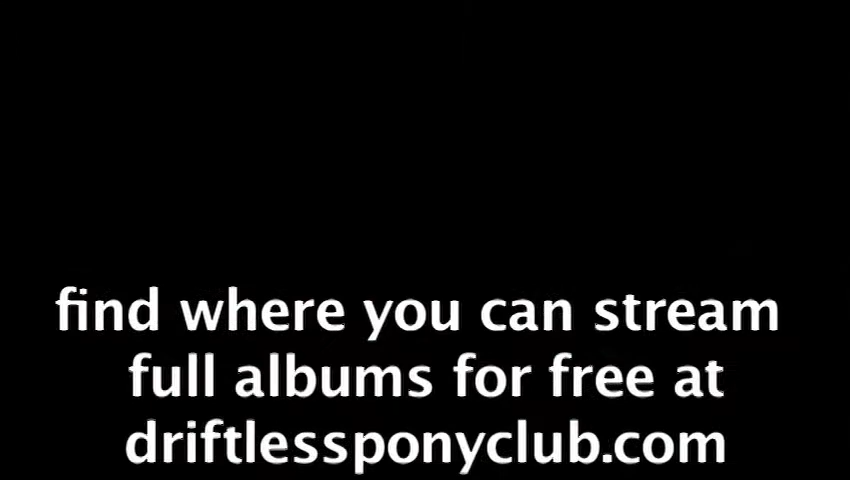 find where you can stream
full albums for free at
driftlessponyclub.com